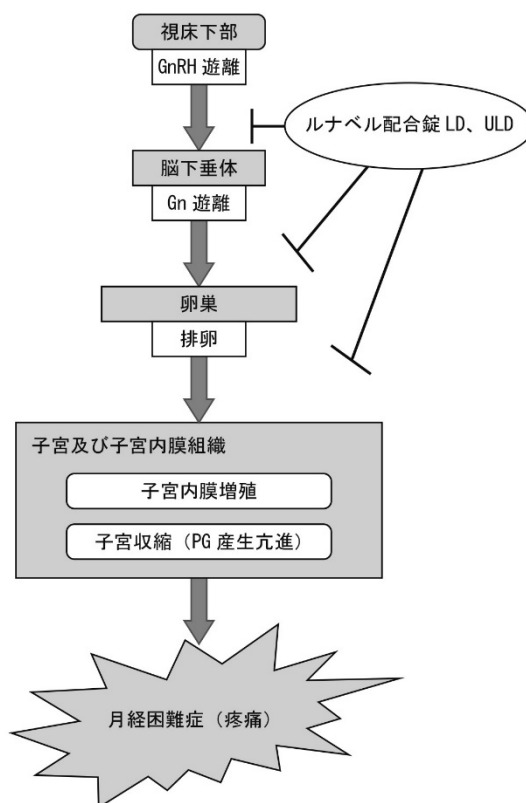 視床下部
GnRH 遊離
ルナベル配合錠 LD、ULD
脳下垂体
Gn 遊離
卵巣
排卵
子宮及び子宮内膜組織
子宮内膜増殖
子宮収縮（PG 産生亢進）
月経困難症（疼痛）